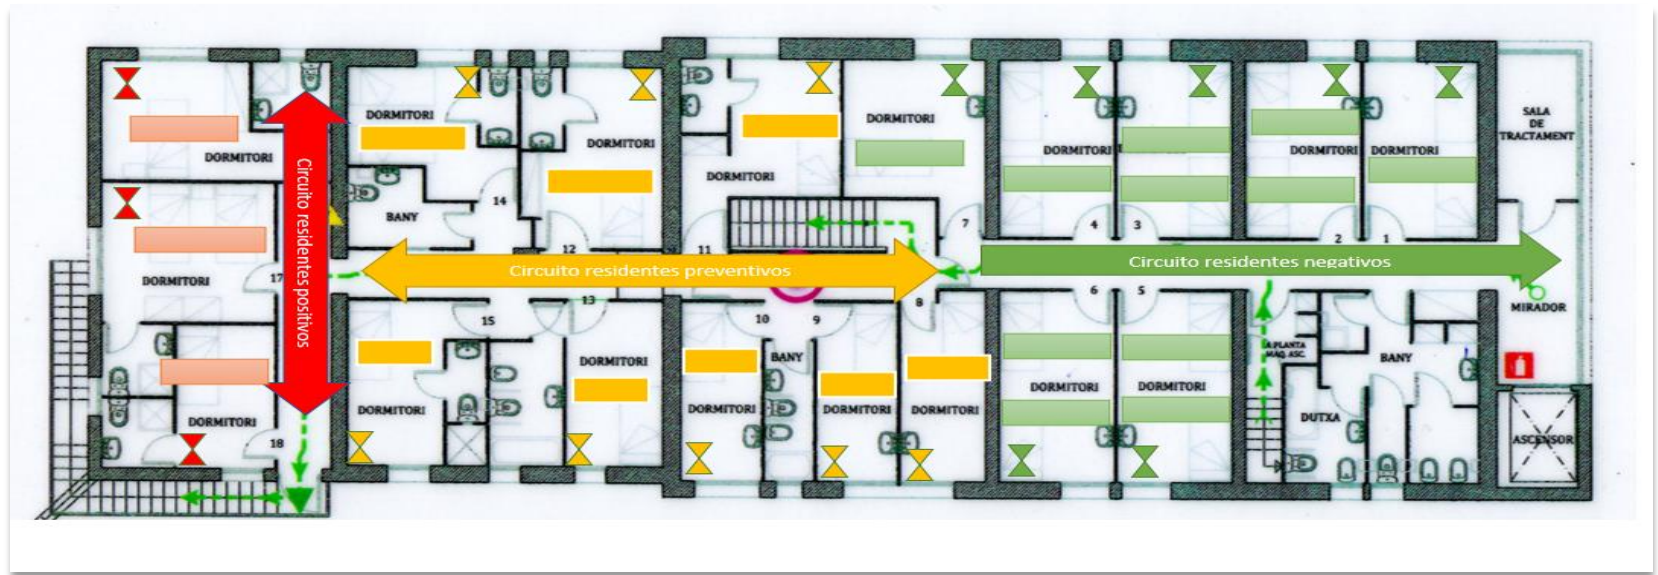 DORMITORI
Circuito residentes positivos
DORMITORI
17
DORMITORI
18
DORMITORI
BANY
14
DORMITORI
12
DORMITORI
11
DORMITORI
7
DORMITORI
4
3
DORMITORI
2
DORMITORI
1
SALA
DE
TRACTAMENT
Circuito residentes preventivos
Circuito residentes negativos
MIRADOR
15
DORMITORI
13
DORMITORI
10
DORMITORI
BANY
9
DORMITORI
8
DORMITORI
6
DORMITORI
5
DORMITORI
A PLANTA
MAQ. ASC.
DUTXA
BANY
ASCENSOR